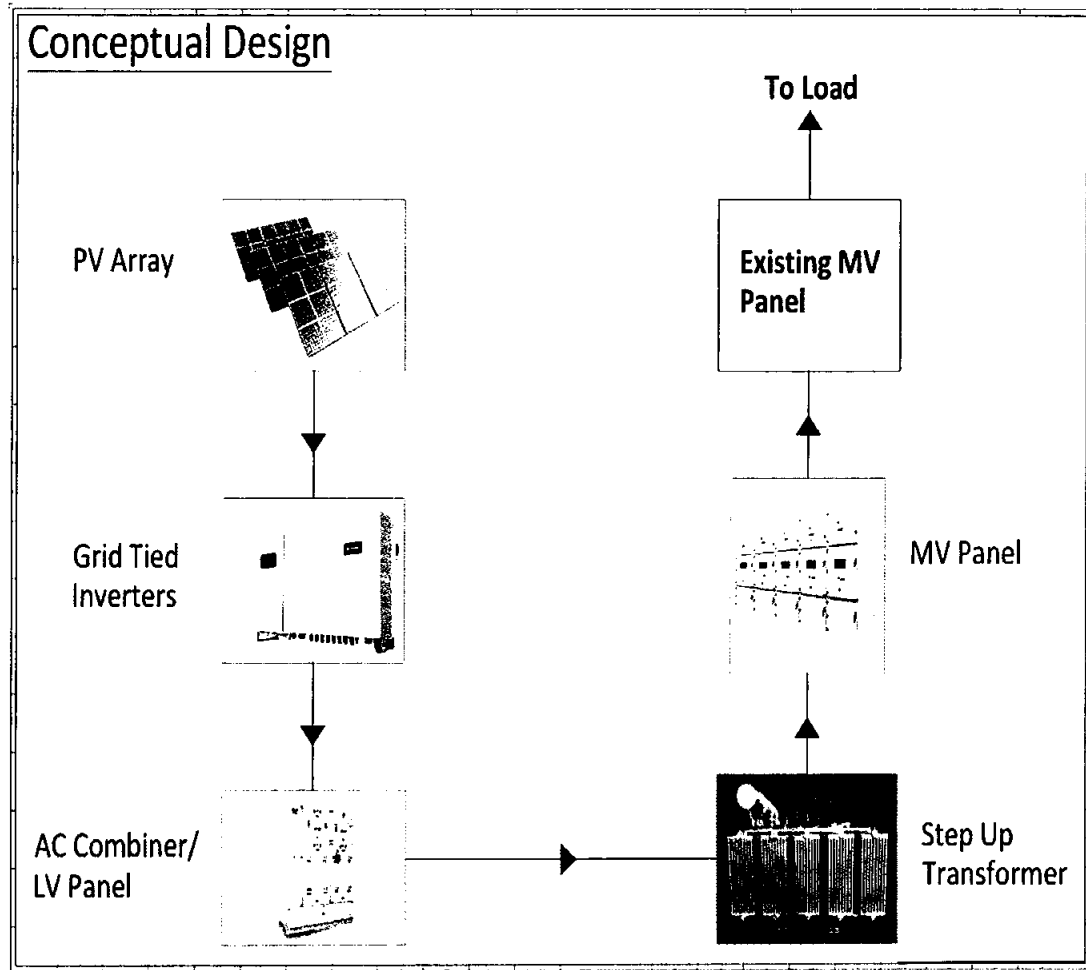 Conceptual Design
To Load
PV Array
Existing MV
Panel
Grid Tied
Inverters
MV Panel
AC Combiner/
LV Panel
Step Up
Transformer